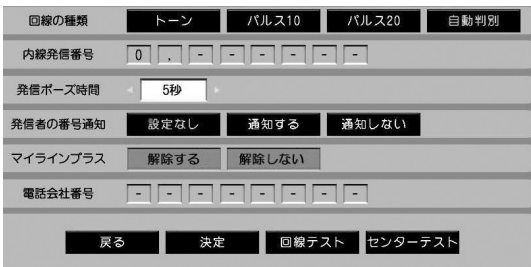 回線の種類 トーン パルス10 パルス20 自動判別
内線発信番号 0 . - - - - - -
発信ポーズ時間 5秒
発信者の番号通知 設定なし 通知する 通知しない
マイラインプラス 解除する 解除しない
電話会社番号 - - - - - - - -
戻る 決定 回線テスト センターテスト